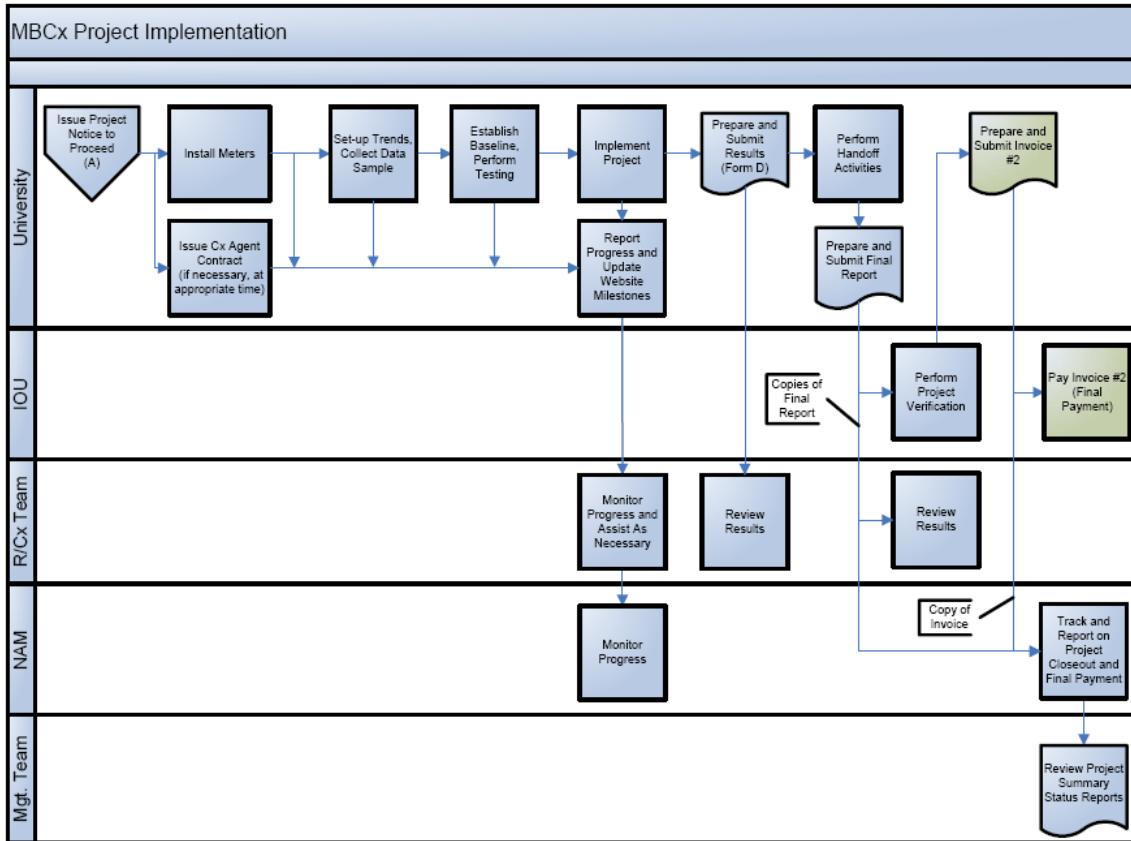 MBCx Project Implementation
University
Issue Project
Notice to
Proceed
(A)
Install Meters
Set-up Trends,
Collect Data
Sample
Establish
Baseline,
Perform
Testing
Implement
Project
Prepare and
Submit
Results
(Form D)
Perform
Handoff
Activities
Prepare and
Submit Invoice
#2
Issue Cx Agent
Contract
(if necessary, at
appropriate time)
Report
Progress and
Update
Website
Milestones
Prepare and
Submit Final
Report
IOU
Copies of
Final
Report
Perform
Project
Verification
Pay Invoice #2
(Final
Payment)
R/Cx Team
Monitor
Progress and
Assist As
Necessary
Review
Results
Review
Results
NAM
Monitor
Progress
Copy of
Invoice
Track and
Report on
Project
Closeout and
Final Payment
Mgt. Team
Review Project
Summary
Status Reports